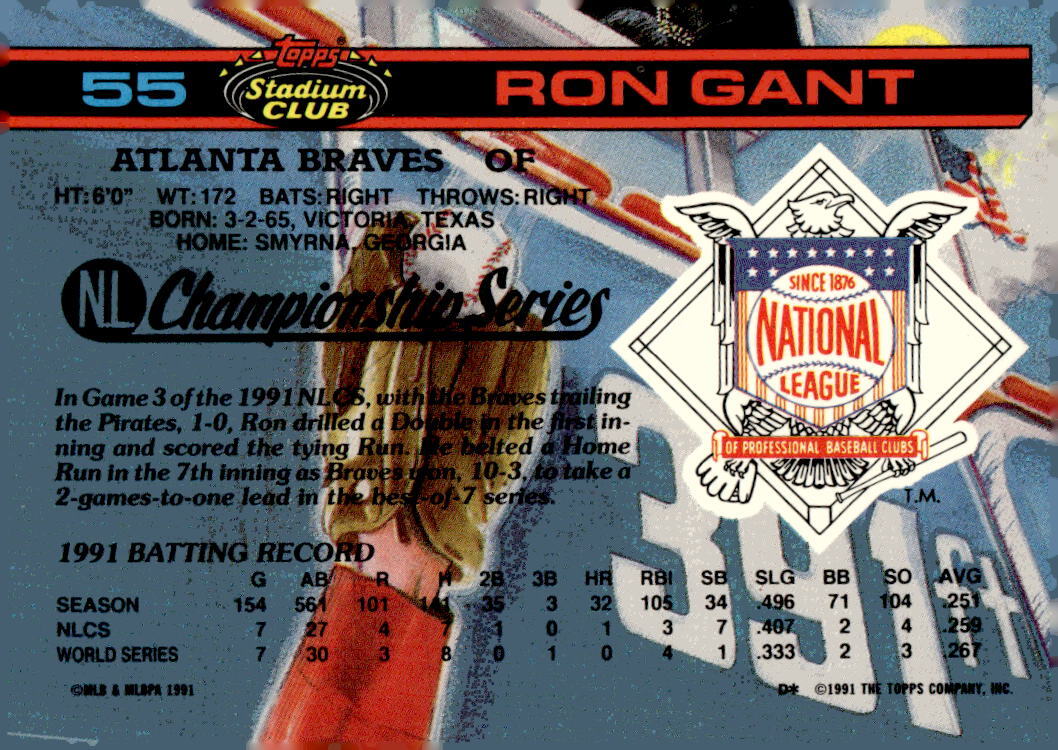 55
topps®
Stadium
CLUB
RON GANT
ATLANTA BRAVES OF
HT: 6'0" WT: 172 BATS: RIGHT THROWS: RIGHT
BORN: 3-2-65, VICTORIA, TEXAS
HOME: SMYRNA, GEORGIA
NL Championship Series
SINCE 1876
NATIONAL
LEAGUE
OF PROFESSIONAL BASEBALL CLUBS
T.M.
In Game 3 of the 1991 NLCS, with the Braves trailing
the Pirates, 1-0, Ron drilled a Double in the first in-
ning and scored the tying Run. He belted a Home
Run in the 7th inning as Braves won, 10-3, to take a
2-games-to-one lead in the best-of-7 series.
391 ft
1991 BATTING RECORD
G AB R H 2B 3B HR RBI SB SLG BB SO AVG
SEASON 154 561 101 141 35 3 32 105 34 .496 71 104 .251
NLCS 7 27 4 7 1 0 1 3 7 .407 2 4 .259
WORLD SERIES 7 30 3 8 0 1 0 4 1 .333 2 3 .267
©MLB & MLBPA 1991
D* ©1991 THE TOPPS COMPANY, INC.